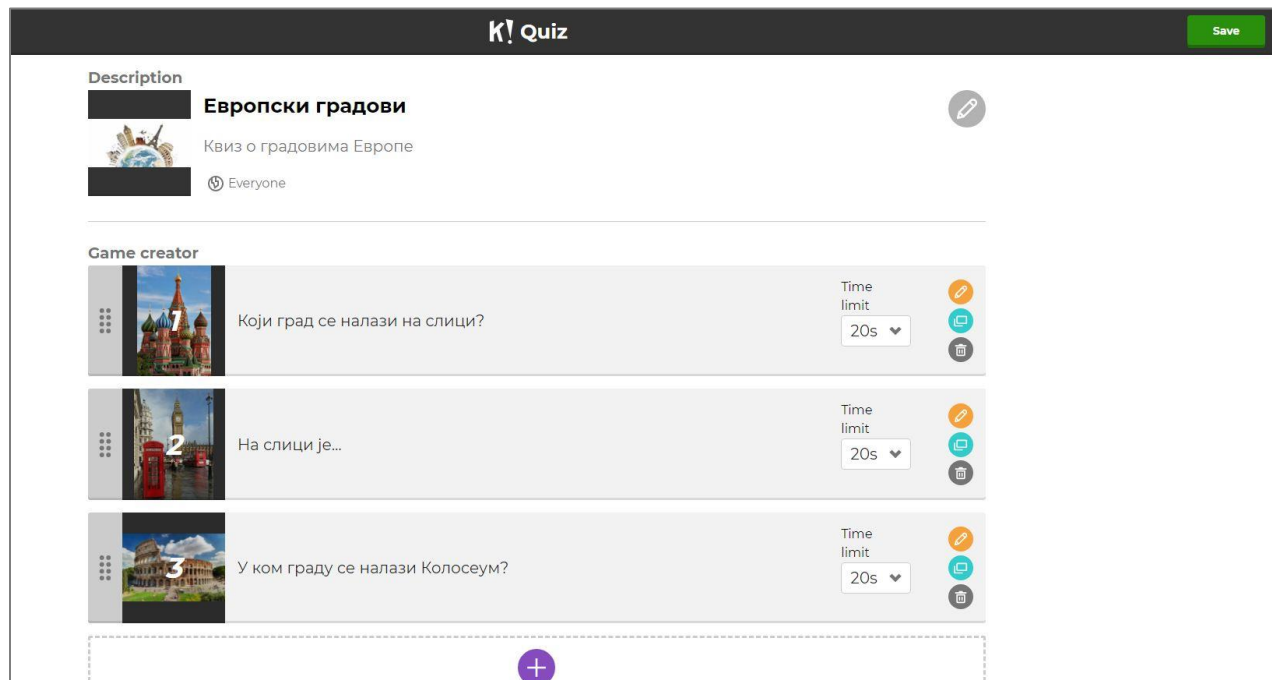 K! Quiz
Save
Description
Европски градови
Квиз о градовима Европе
Everyone
Game creator
1
Који град се налази на слици?
Time
limit
20s
2
На слици је...
Time
limit
20s
3
У ком граду се налази Колосеум?
Time
limit
20s